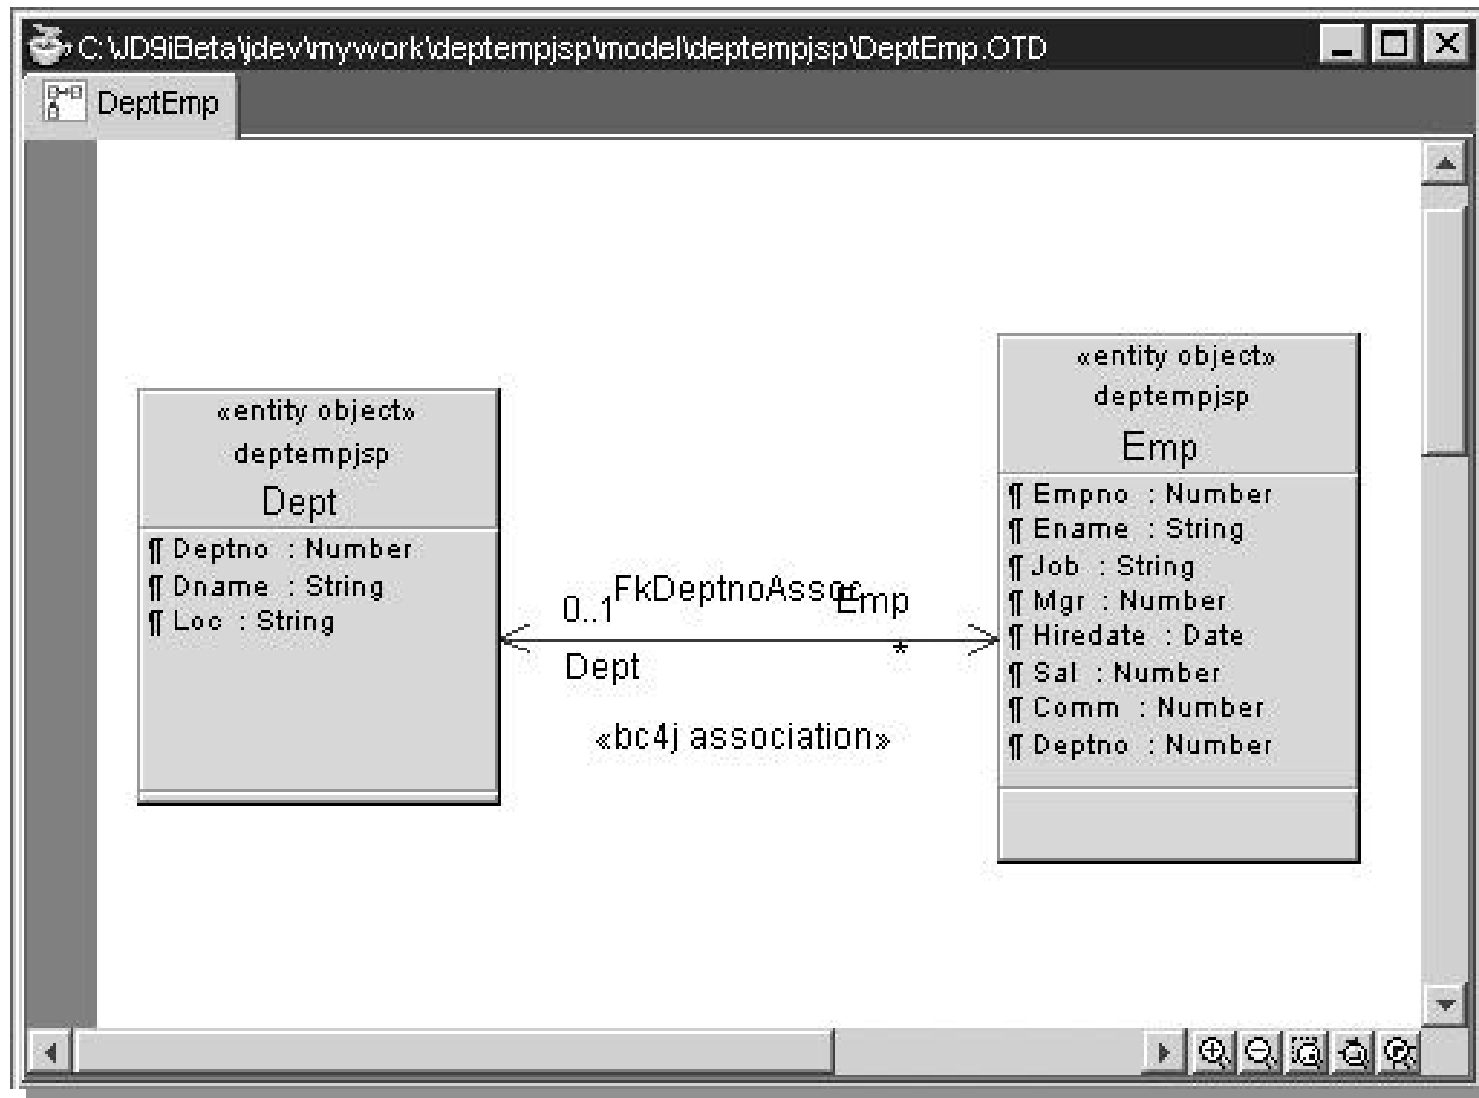 C:\JD9iBeta\jdev\mywork\deptempjsp\model\deptempjsp\DeptEmp.OTD
DeptEmp
«entity object»
deptempjsp
Dept
¶ Deptno : Number
¶ Dname : String
¶ Loc : String
0..1
FkDeptnoAssoc
Emp
*
Dept
«bc4j association»
«entity object»
deptempjsp
Emp
¶ Empno : Number
¶ Ename : String
¶ Job : String
¶ Mgr : Number
¶ Hiredate : Date
¶ Sal : Number
¶ Comm : Number
¶ Deptno : Number